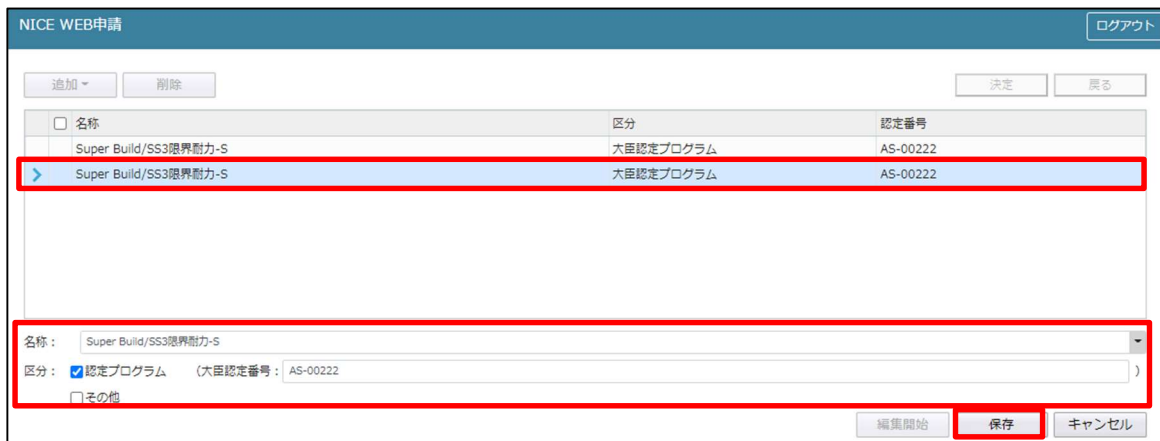 NICE WEB申請 ログアウト
追加 削除 決定 戻る
名称 区分 認定番号
Super Build/SS3限界耐力-S 大臣認定プログラム AS-00222
Super Build/SS3限界耐力-S 大臣認定プログラム AS-00222
名称： Super Build/SS3限界耐力-S
区分： 認定プログラム （大臣認定番号： AS-00222 ）
その他
編集開始 保存 キャンセル